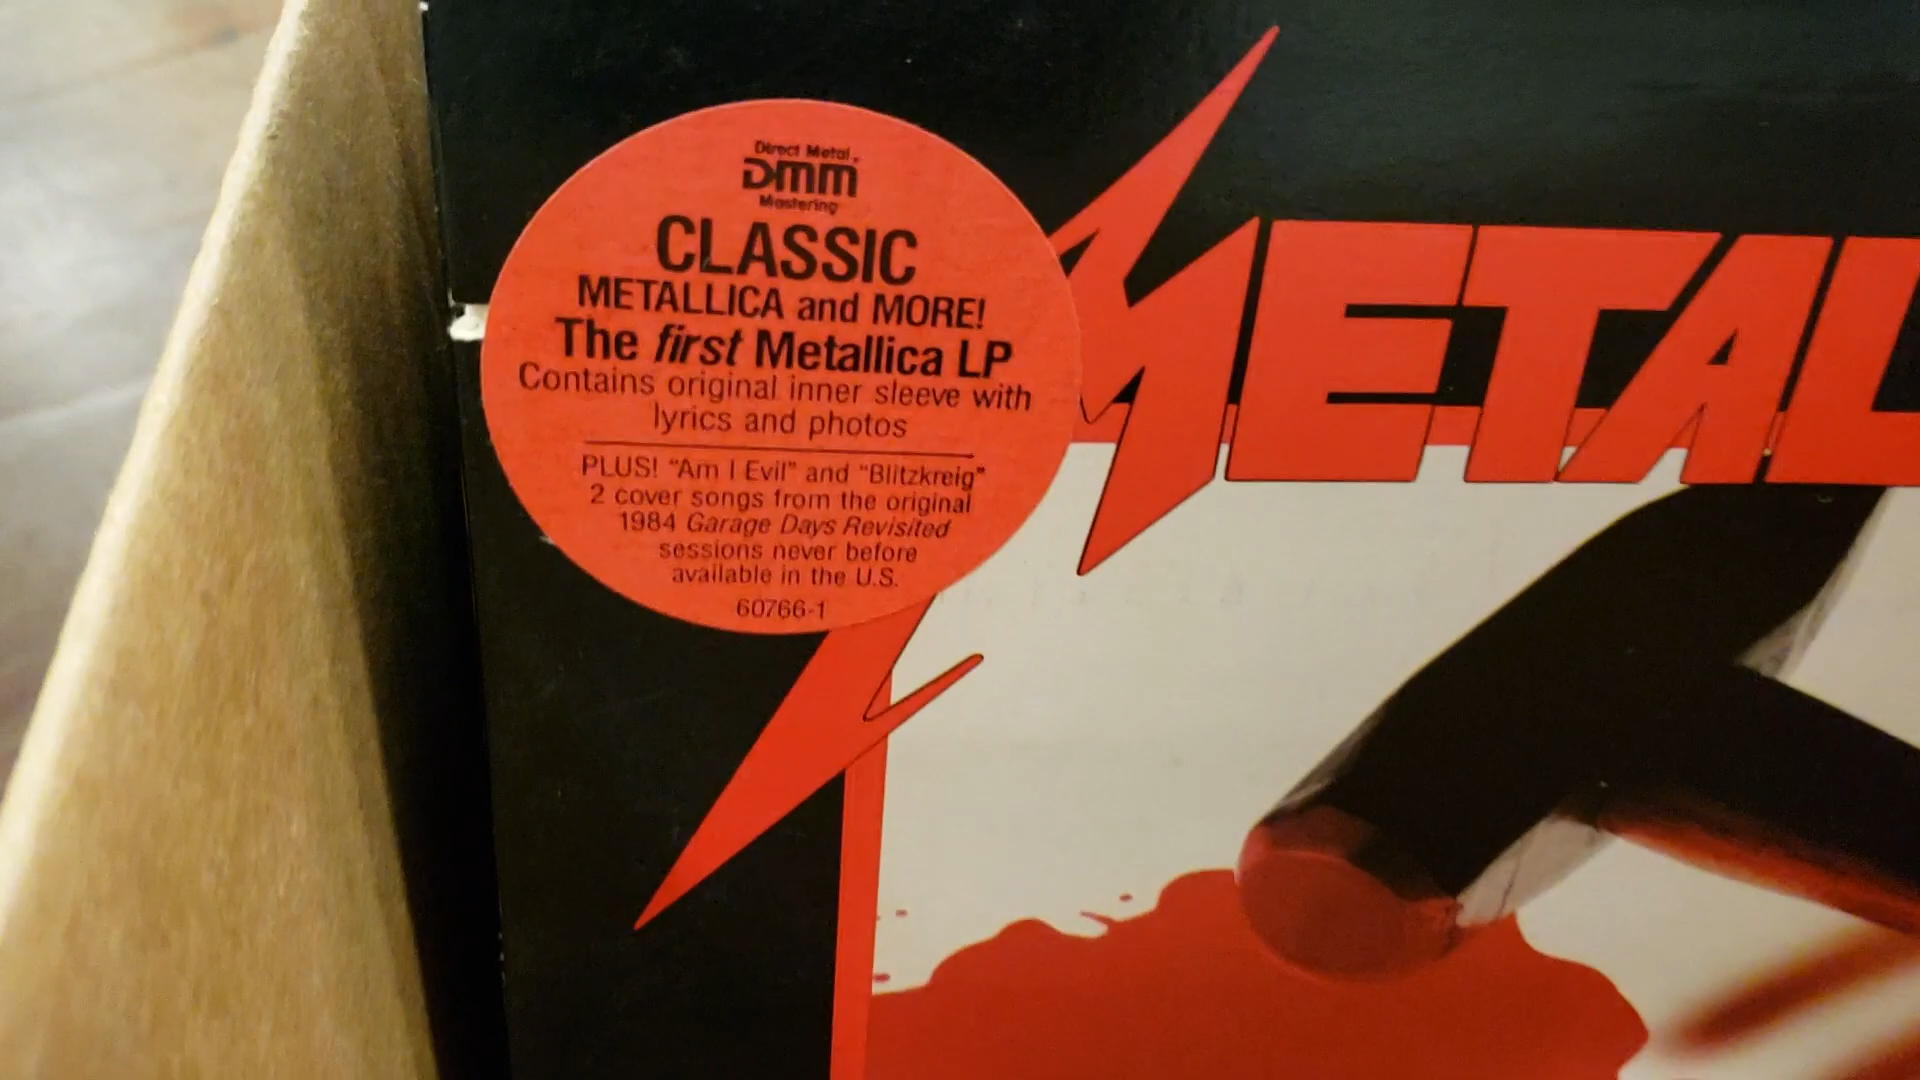 Direct Metal
DMM
Mastering
CLASSIC
METALLICA and MORE!
The first Metallica LP
Contains original inner sleeve with
lyrics and photos
PLUS! "Am I Evil" and "Blitzkreig"
2 cover songs from the original
1984 Garage Days Revisited
sessions never before
available in the U.S.
60766-1
METAL